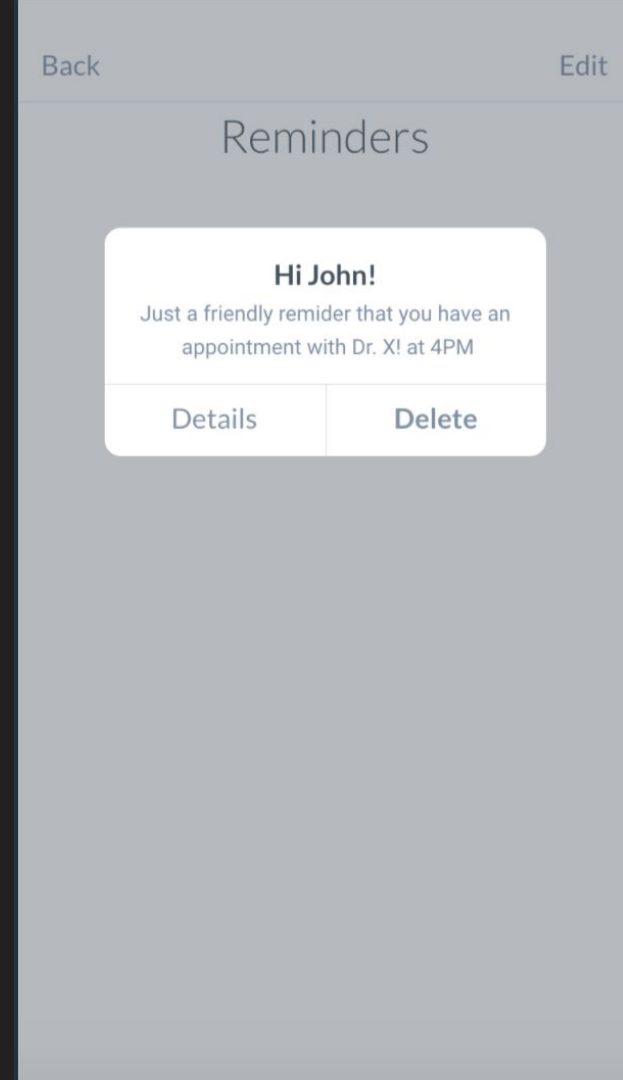 Back
Edit
Reminders
Hi John!
Just a friendly remider that you have an
appointment with Dr. X! at 4PM
Details
Delete